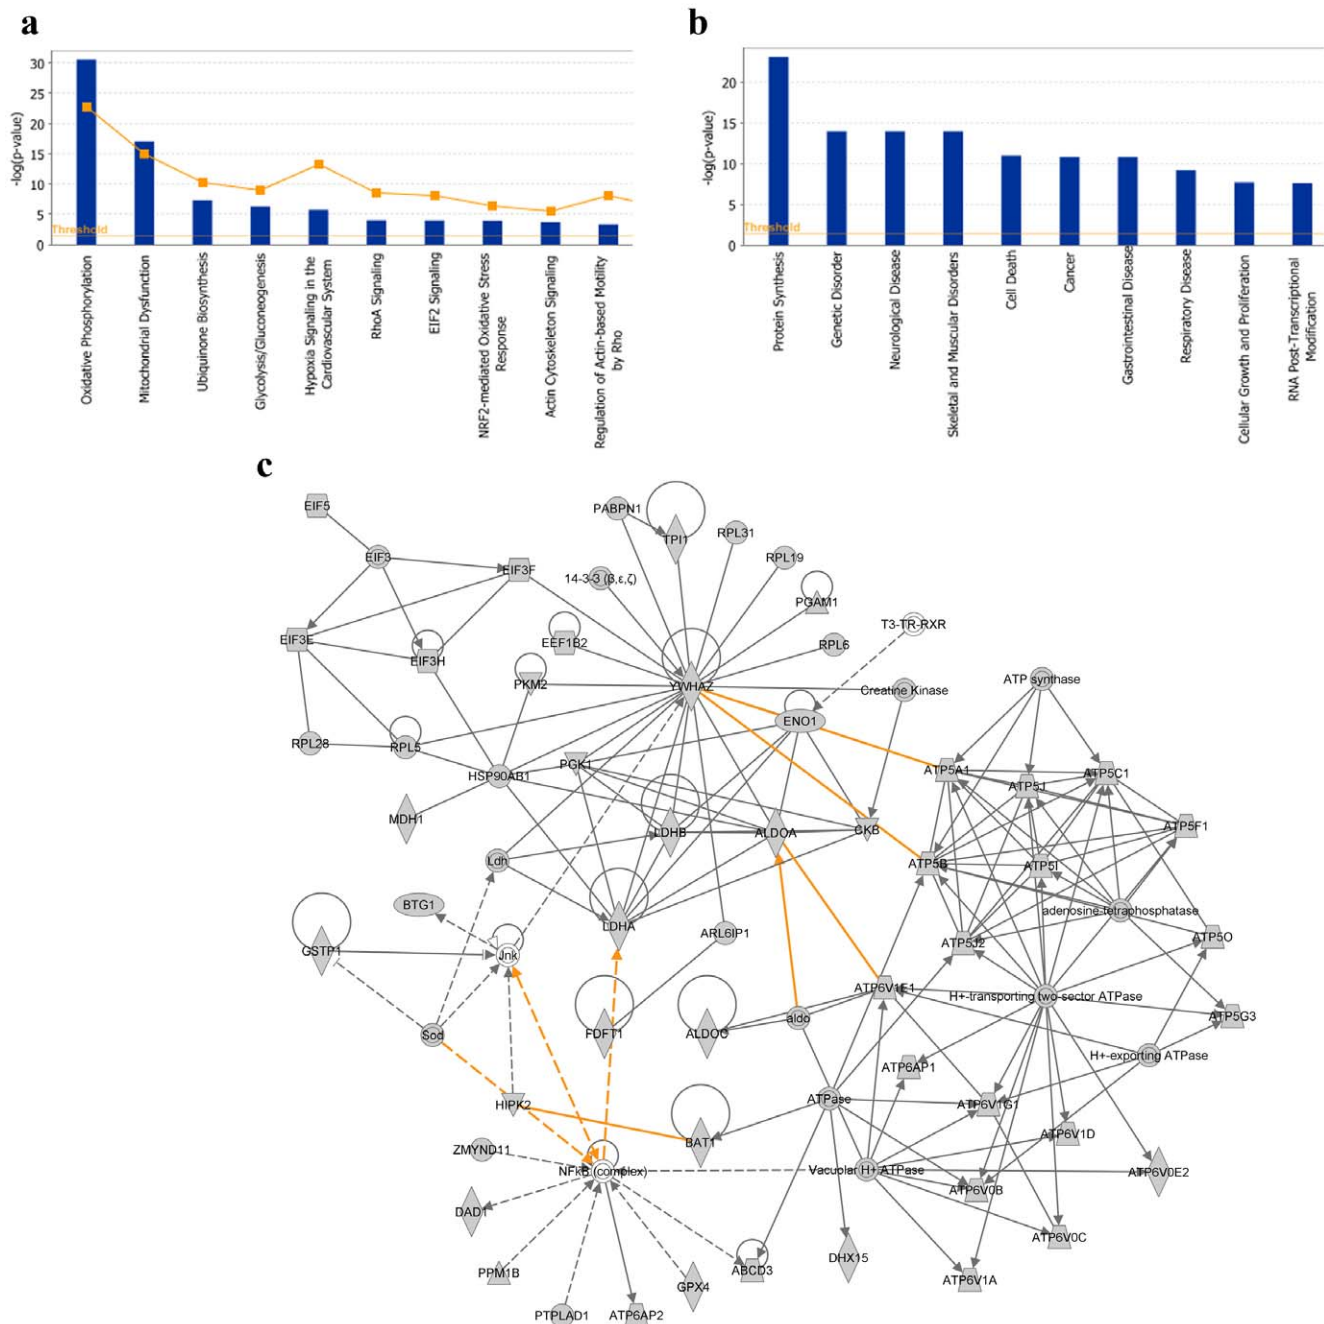 a
b
30
25
20
15
10
5
0
-log(p-value)
Threshold
Oxidative Phosphorylation
Mitochondrial Dysfunction
Ubiquinone Biosynthesis
Glycolysis/Gluconeogenesis
Hypoxia Signaling in the
Cardiovascular System
RhoA Signaling
EIF2 Signaling
NRF2-mediated Oxidative Stress
Response
Actin Cytoskeleton Signaling
Regulation of Actin-based Motility
by Rho
20
15
10
5
0
-log(p-value)
Threshold
Protein Synthesis
Genetic Disorder
Neurological Disease
Skeletal and Muscular Disorders
Cell Death
Cancer
Gastrointestinal Disease
Respiratory Disease
Cellular Growth and Proliferation
RNA Post-Transcriptional
Modification
c
EIF5
PABPN1
TPI1
RPL31
EIF3
RPL19
EIF3F
14-3-3 (β,ε,ζ)
PGAM1
T3-TR-RXR
EIF3E
EEF1B2
RPL6
EIF3H
PKM2
YWHAZ
Creatine Kinase
ATP synthase
ENO1
RPL28
RPL5
HSP90AB1
PGK1
ATP5A1
ATP5J
ATP5C1
MDH1
LDHB
ALDOA
CKB
ATP5F1
Ldh
ATP5B
ATP5I
BTG1
adenosine-tetraphosphatase
GSTP1
Jnk
LDHA
ARL6IP1
ATP5J2
ATP5O
ATP6V1E1
H+-transporting two-sector ATPase
Sod
FDFT1
ALDOC
aldo
ATP5G3
H+-exporting ATPase
ATP6AP1
HIPK2
ATPase
ATP6V1G1
ZMYND11
BAT1
ATP6V1D
NFkB (complex)
Vacuolar H+ ATPase
ATP6V0E2
ATP6V0B
DAD1
ATP6V0C
PPM1B
ABCD3
DHX15
ATP6V1A
GPX4
PTPLAD1
ATP6AP2